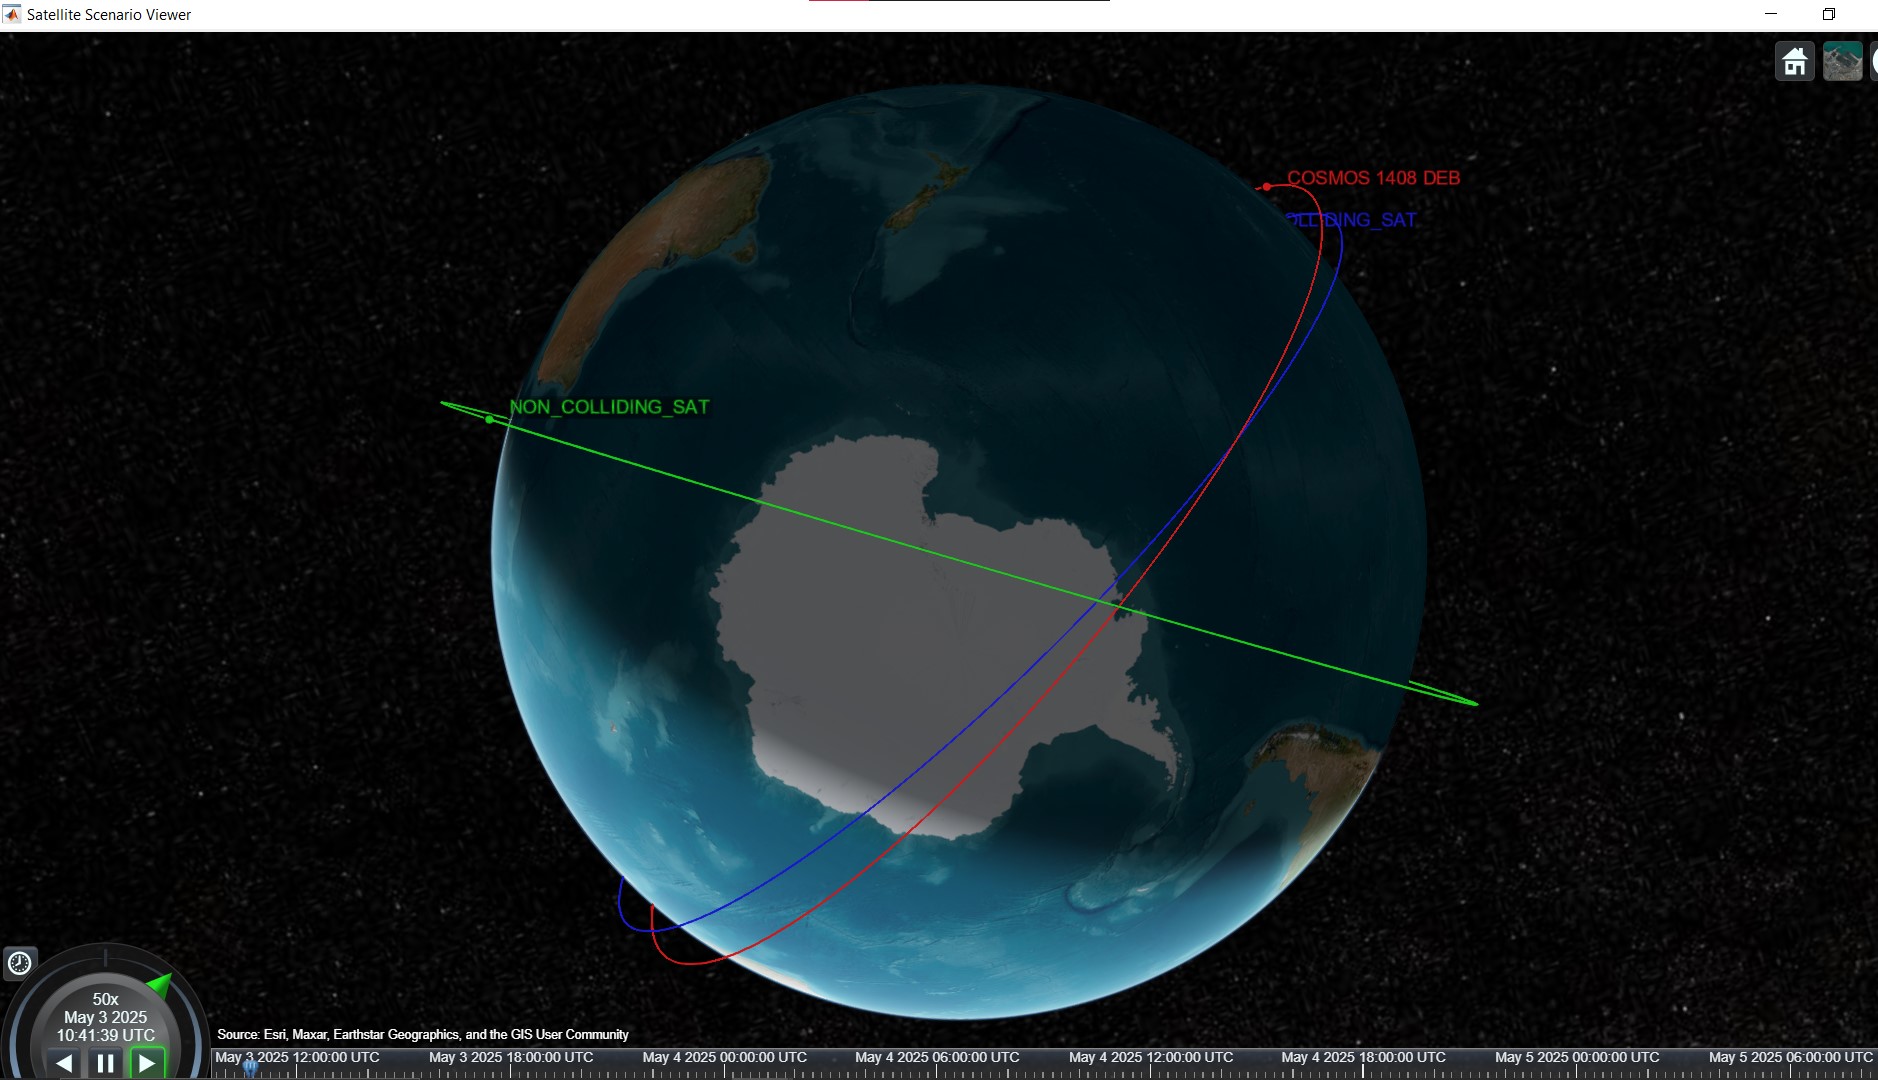 Satellite Scenario Viewer
COSMOS 1408 DEB
OLLIDING_SAT
NON_COLLIDING_SAT
50x
May 3 2025
10:41:39 UTC
Source: Esri, Maxar, Earthstar Geographics, and the GIS User Community
May 3 2025 12:00:00 UTC
May 3 2025 18:00:00 UTC
May 4 2025 00:00:00 UTC
May 4 2025 06:00:00 UTC
May 4 2025 12:00:00 UTC
May 4 2025 18:00:00 UTC
May 5 2025 00:00:00 UTC
May 5 2025 06:00:00 UTC